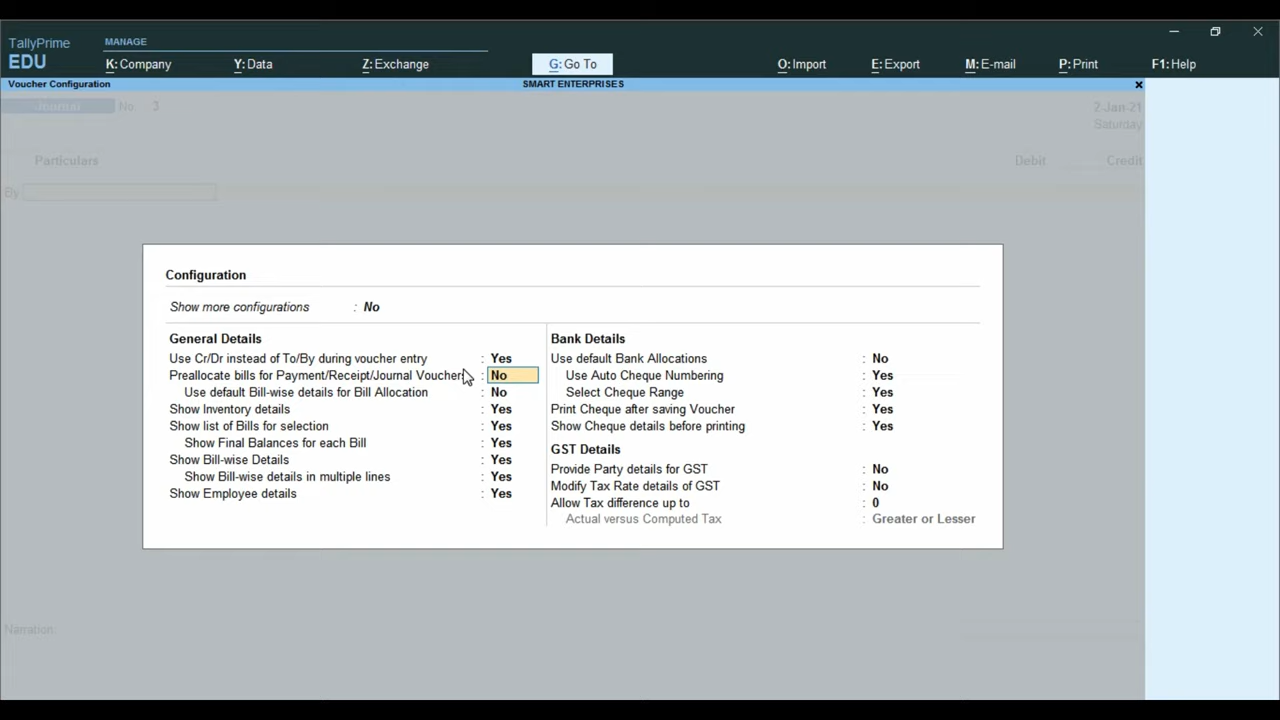 TallyPrime
EDU
MANAGE
K: Company
Y: Data
Z: Exchange
G: Go To
O: Import
E: Export
M: E-mail
P: Print
F1: Help
Voucher Configuration
SMART ENTERPRISES
Journal No. 3
2-Jan-21
Saturday
Particulars
Debit
Credit
By
Configuration
Show more configurations : No
General Details
Use Cr/Dr instead of To/By during voucher entry : Yes
Preallocate bills for Payment/Receipt/Journal Voucher : No
Use default Bill-wise details for Bill Allocation : No
Show Inventory details : Yes
Show list of Bills for selection : Yes
Show Final Balances for each Bill : Yes
Show Bill-wise Details : Yes
Show Bill-wise details in multiple lines : Yes
Show Employee details : Yes
Bank Details
Use default Bank Allocations : No
Use Auto Cheque Numbering : Yes
Select Cheque Range : Yes
Print Cheque after saving Voucher : Yes
Show Cheque details before printing : Yes
GST Details
Provide Party details for GST : No
Modify Tax Rate details of GST : No
Allow Tax difference up to : 0
Actual versus Computed Tax : Greater or Lesser
Narration: